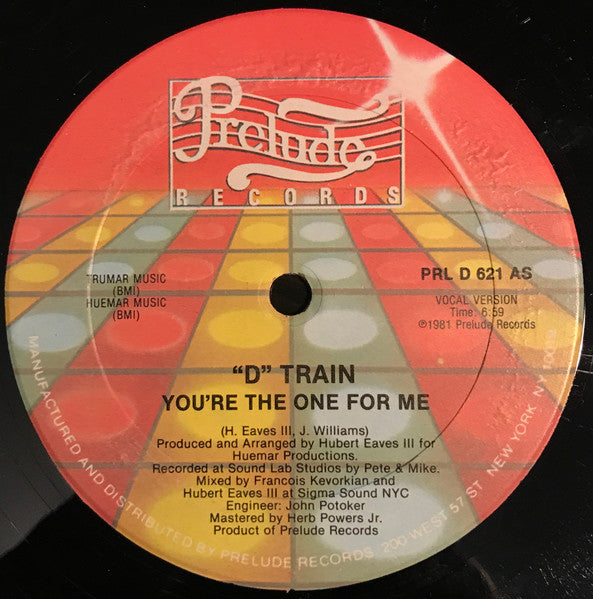 Prelude
RECORDS
TRUMAR MUSIC
(BMI)
HUEMAR MUSIC
(BMI)
PRL D 621 AS
VOCAL VERSION
Time: 6:59
©1981 Prelude Records
"D" TRAIN
YOU'RE THE ONE FOR ME
(H. Eaves III, J. Williams)
Produced and Arranged by Hubert Eaves III for
Huemar Productions.
Recorded at Sound Lab Studios by Pete & Mike.
Mixed by Francois Kevorkian and
Hubert Eaves III at Sigma Sound NYC
Engineer: John Potoker
Mastered by Herb Powers Jr.
Product of Prelude Records
MANUFACTURED AND DISTRIBUTED BY PRELUDE RECORDS, 200 WEST 57 ST. NEW YORK, N.Y. 10019